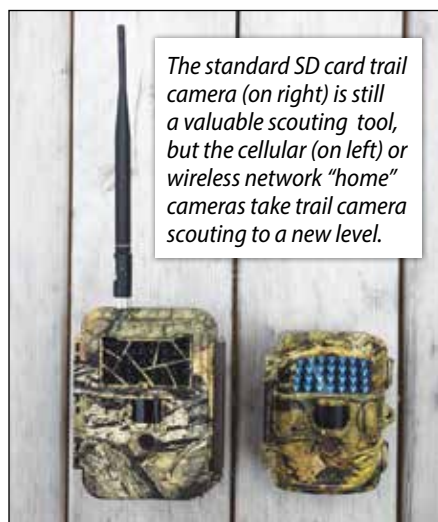 The standard SD card trail
camera (on right) is still
a valuable scouting tool,
but the cellular (on left) or
wireless network “home”
cameras take trail camera
scouting to a new level.